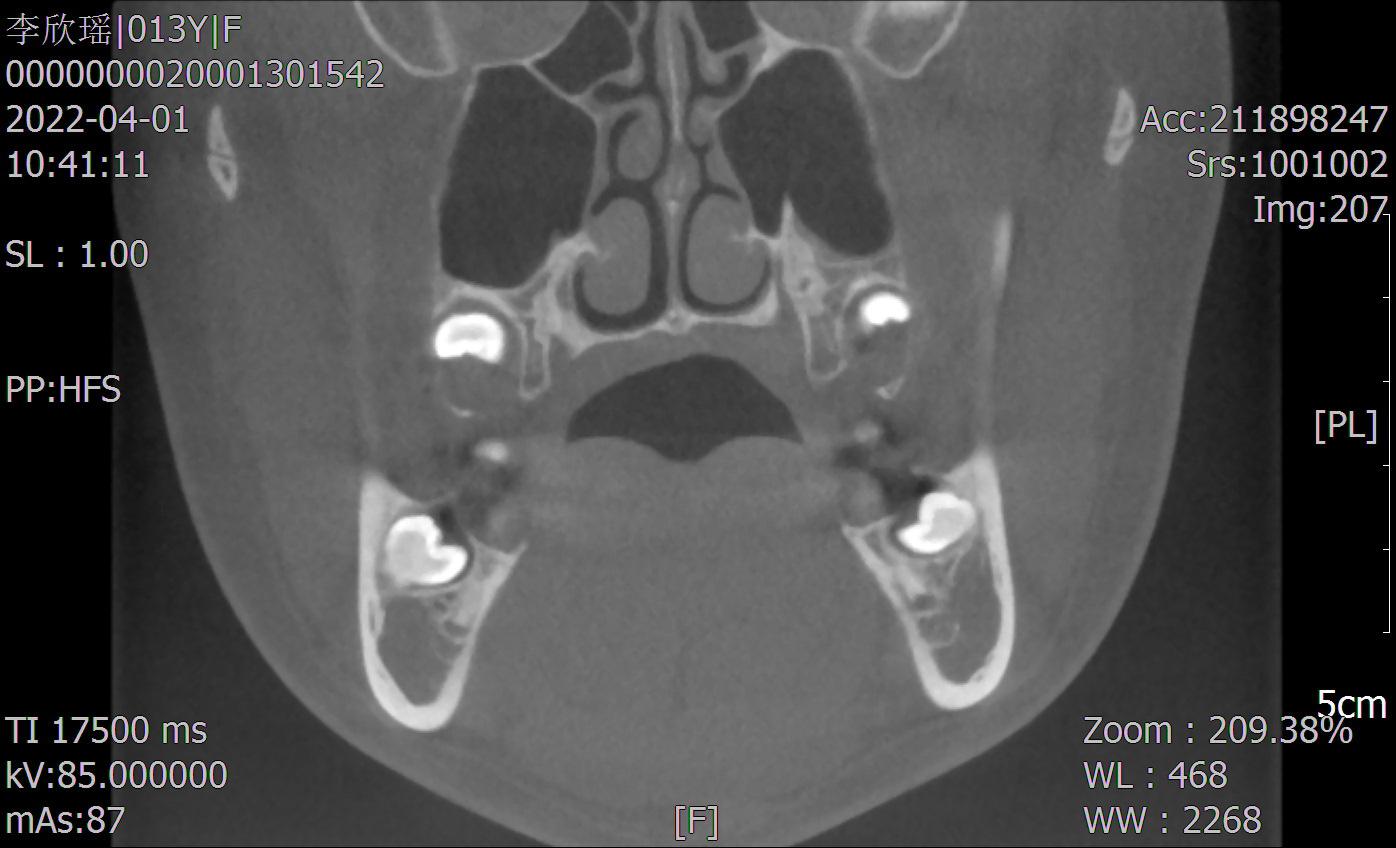 李欣瑶|013Y|F
0000000020001301542
2022-04-01
10:41:11
Acc:211898247
Srs:1001002
Img:207
SL : 1.00
PP:HFS
[PL]
5cm
TI 17500 ms
kV:85.000000
mAs:87
[F]
Zoom : 209.38%
WL : 468
WW : 2268